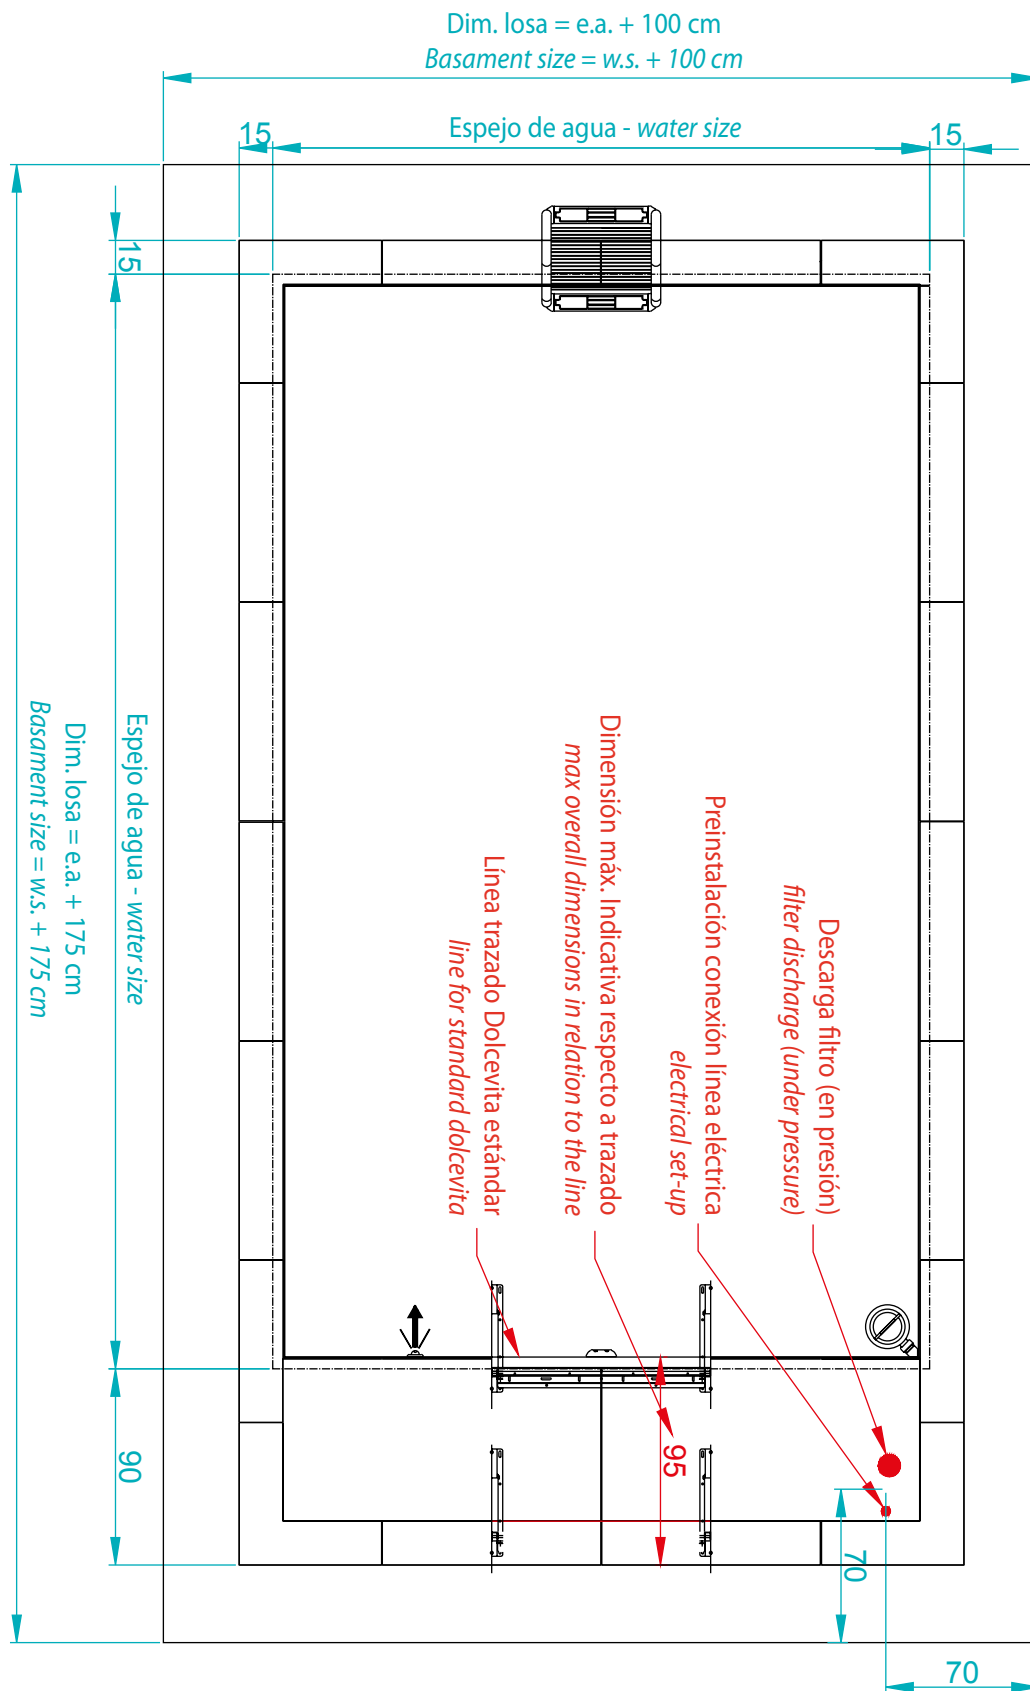 Dim. losa = e.a. + 100 cm
Basament size = w.s. + 100 cm
15
Espejo de agua - water size
15
15
Espejo de agua - water size
Dim. losa = e.a. + 175 cm
Basament size = w.s. + 175 cm
Descarga filtro (en presión)
filter discharge (under pressure)
Preinstalación conexión línea eléctrica
electrical set-up
Dimensión máx. Indicativa respecto a trazado
max overall dimensions in relation to the line
Línea trazado Dolcevita estándar
line for standard dolcevita
90
95
70
70